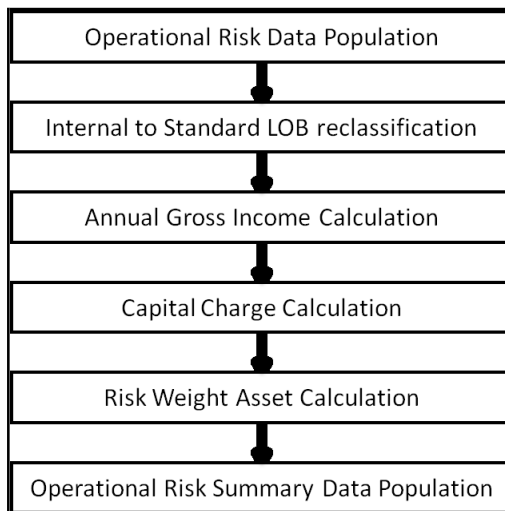 Operational Risk Data Population
Internal to Standard LOB reclassification
Annual Gross Income Calculation
Capital Charge Calculation
Risk Weight Asset Calculation
Operational Risk Summary Data Population